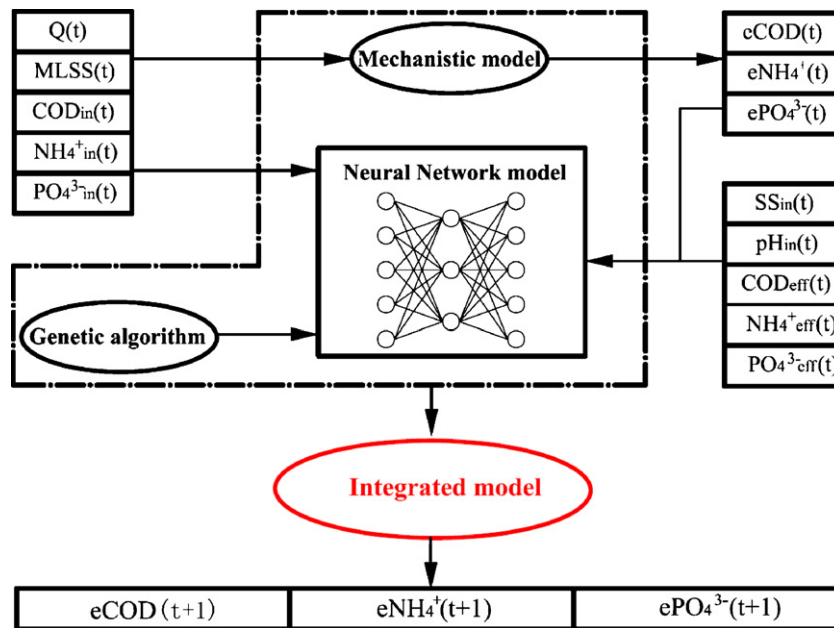 Q(t)
MLSS(t)
CODin(t)
NH₄⁺in(t)
PO₄³⁻in(t)
Mechanistic model
eCOD(t)
eNH₄⁺(t)
ePO₄³⁻(t)
Neural Network model
SSin(t)
pHin(t)
CODeff(t)
NH₄⁺eff(t)
PO₄³⁻eff(t)
Genetic algorithm
Integrated model
eCOD(t+1)
eNH₄⁺(t+1)
ePO₄³⁻(t+1)